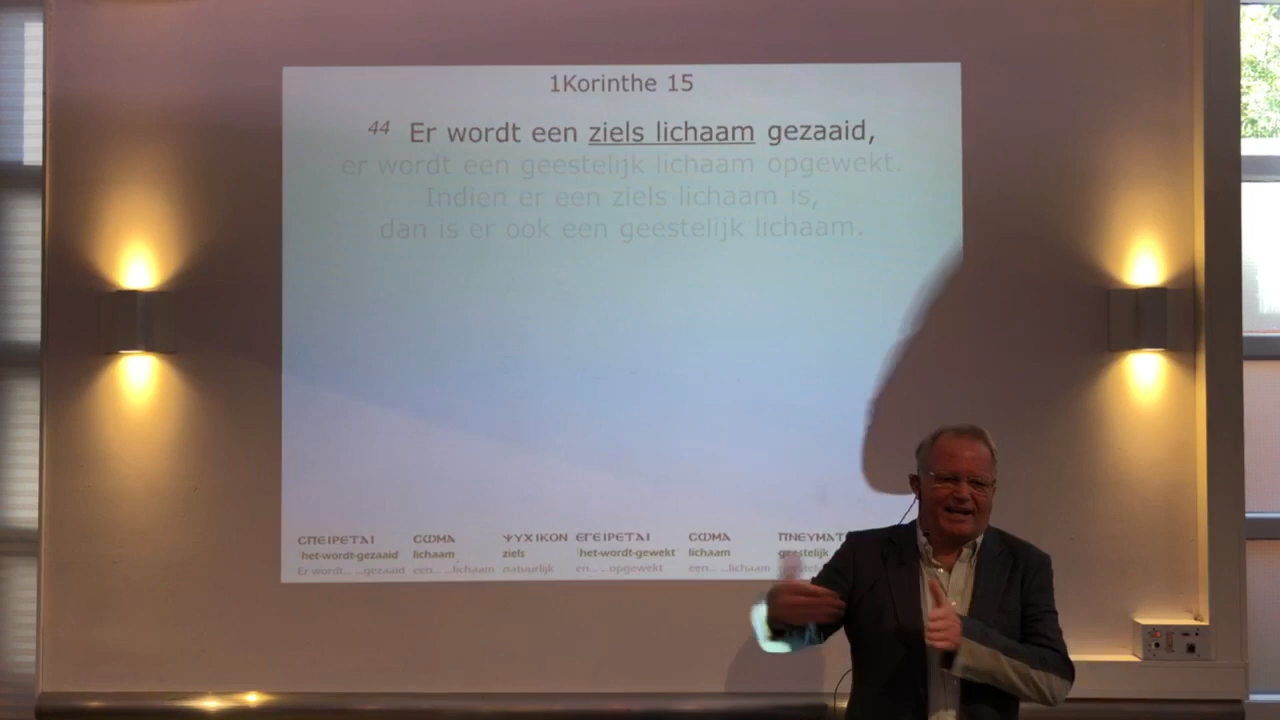 1Korinthe 15
44 Er wordt een ziels lichaam gezaaid,
er wordt een geestelijk lichaam opgewekt.
Indien er een ziels lichaam is,
dan is er ook een geestelijk lichaam.
ϹΠΕΙΡΕΤΑΙ ϹΩΜΑ ΨΥΧΙΚΟΝ ΕΓΕΙΡΕΤΑΙ ϹΩΜΑ ΠΝΕΥΜΑΤ
het-wordt-gezaaid lichaam ziels het-wordt-gewekt lichaam geestelijk
Er wordt... ...gezaaid een... ...lichaam natuurlijk en... ...opgewekt een... ...lichaam